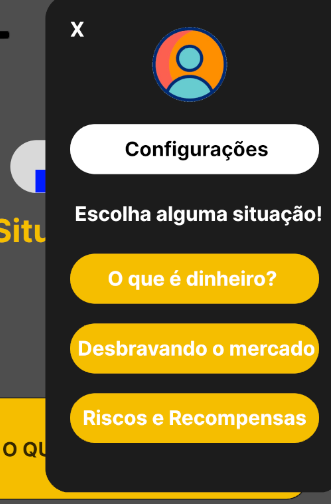 X
Configurações
Escolha alguma situação!
Situ
O que é dinheiro?
Desbravando o mercado
Riscos e Recompensas
O QU